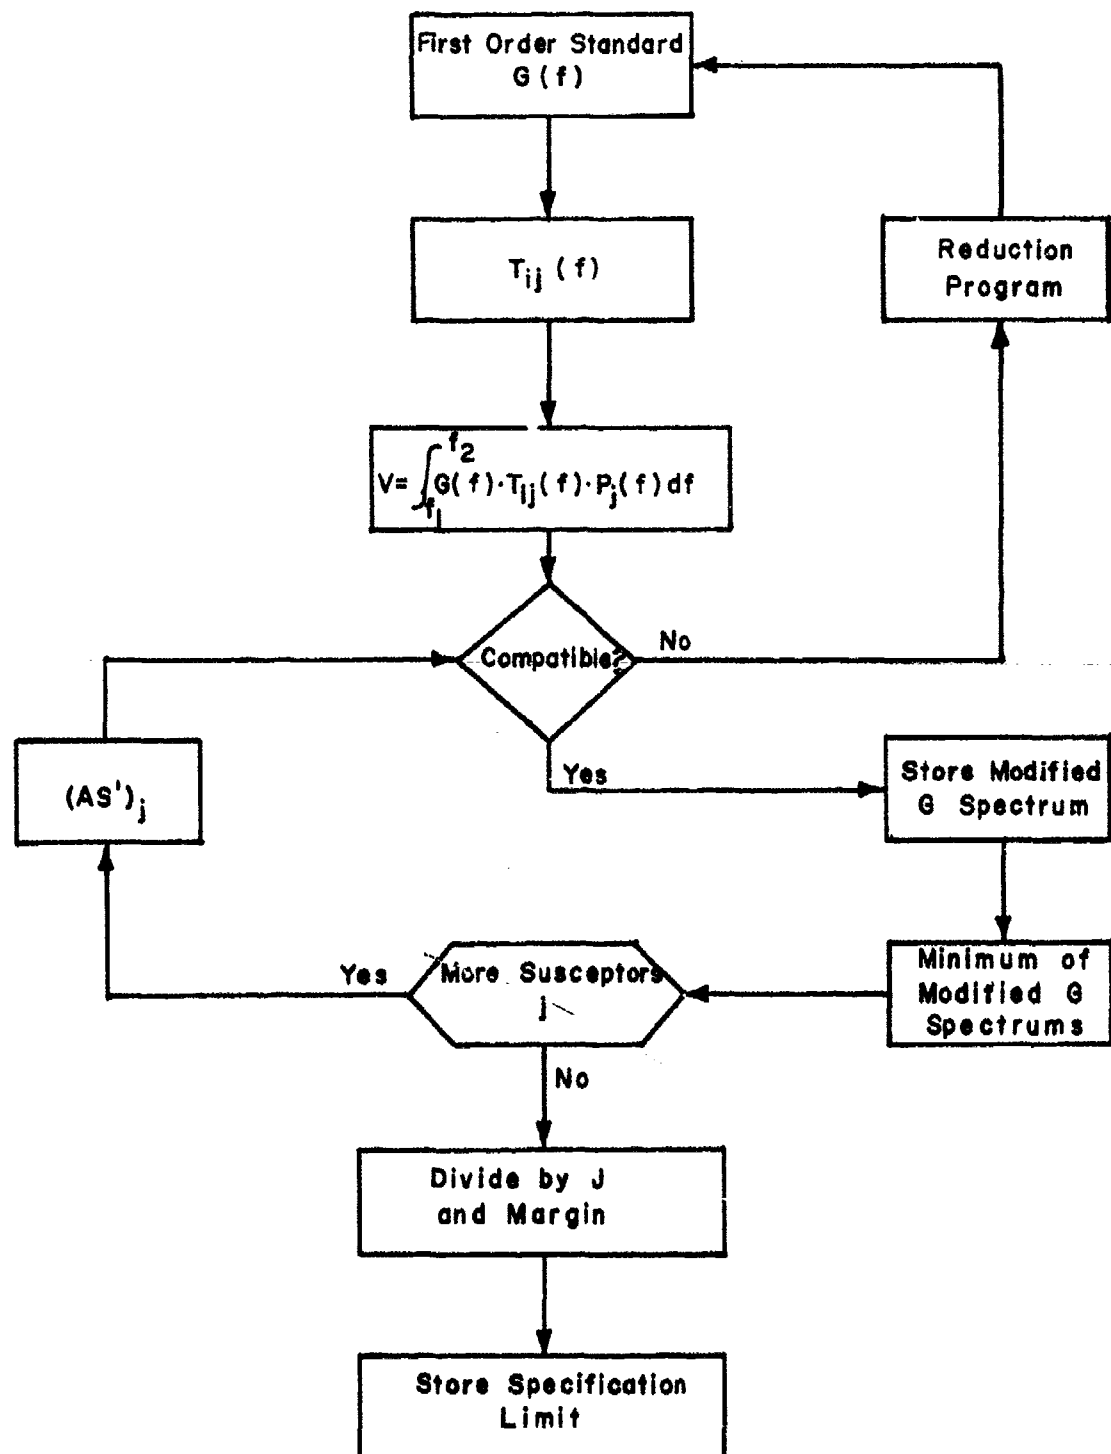 First Order Standard
G(f)
Reduction
Program
T_ij (f)
V=∫_f1^f2 G(f)·T_ij(f)·P_j(f)df
Compatible?
No
Yes
Store Modified
G Spectrum
(AS')_j
Minimum of
Modified G
Spectrums
More Susceptors
j
Yes
No
Divide by J
and Margin
Store Specification
Limit